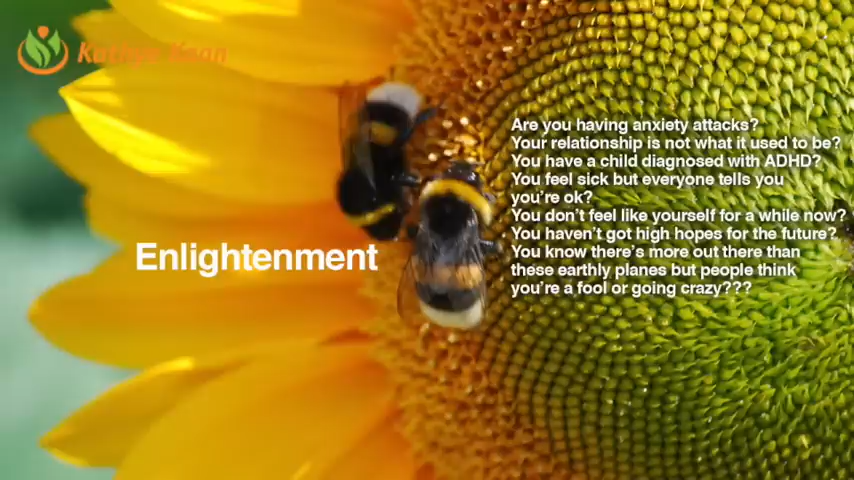 Kathya Kaan
Enlightenment
Are you having anxiety attacks?
Your relationship is not what it used to be?
You have a child diagnosed with ADHD?
You feel sick but everyone tells you
you're ok?
You don't feel like yourself for a while now?
You haven't got high hopes for the future?
You know there's more out there than
these earthly planes but people think
you're a fool or going crazy???